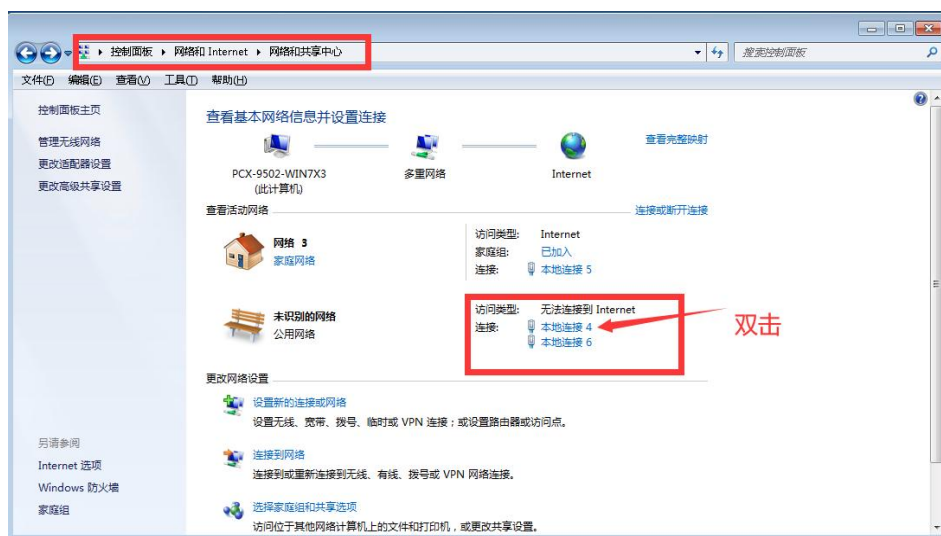 控制面板 ▸ 网络和 Internet ▸ 网络和共享中心
搜索控制面板
文件(F) 编辑(E) 查看(V) 工具(T) 帮助(H)
控制面板主页
管理无线网络
更改适配器设置
更改高级共享设置
查看基本网络信息并设置连接
查看完整映射
PCX-9502-WIN7X3 多重网络 Internet
(此计算机)
查看活动网络 连接或断开连接
网络 3
家庭网络
访问类型: Internet
家庭组: 已加入
连接: 本地连接 5
未识别的网络
公用网络
访问类型: 无法连接到 Internet
连接: 本地连接 4
本地连接 6
双击
更改网络设置
设置新的连接或网络
设置无线、宽带、拨号、临时或 VPN 连接；或设置路由器或访问点。
连接到网络
连接到或重新连接到无线、有线、拨号或 VPN 网络连接。
选择家庭组和共享选项
访问位于其他网络计算机上的文件和打印机，或更改共享设置。
另请参阅
Internet 选项
Windows 防火墙
家庭组